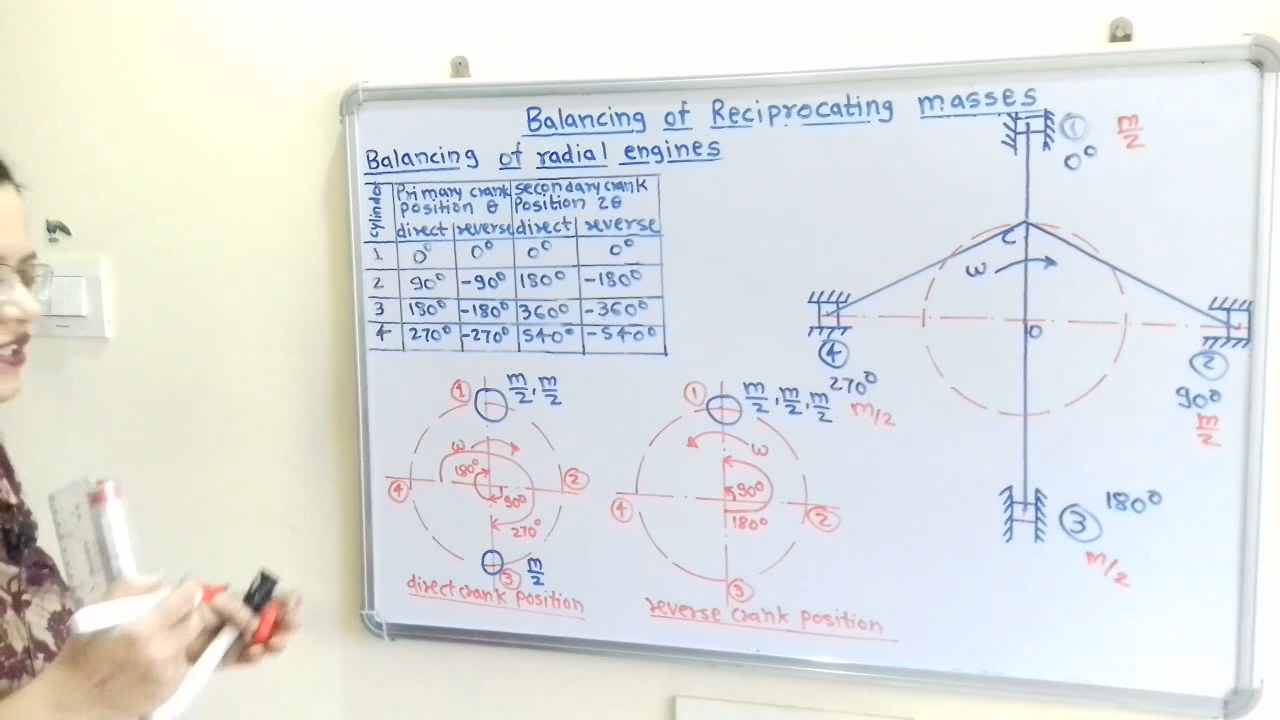 Balancing of Reciprocating masses
Balancing of radial engines
cylinder
Primary crank position θ
secondary crank Position 2θ
direct reverse direct reverse
1 0° 0° 0° 0°
2 90° -90° 180° -180°
3 180° -180° 360° -360°
4 270° -270° 540° -540°
① m/2
0°
C
ω
O
④
270°
m/2
②
90°
m/2
③ 180°
m/2
① m/2, m/2
ω
180°
④ ②
90°
270°
③ m/2
direct crank position
① m/2, m/2, m/2
ω
90°
④ ②
180°
③
reverse crank position